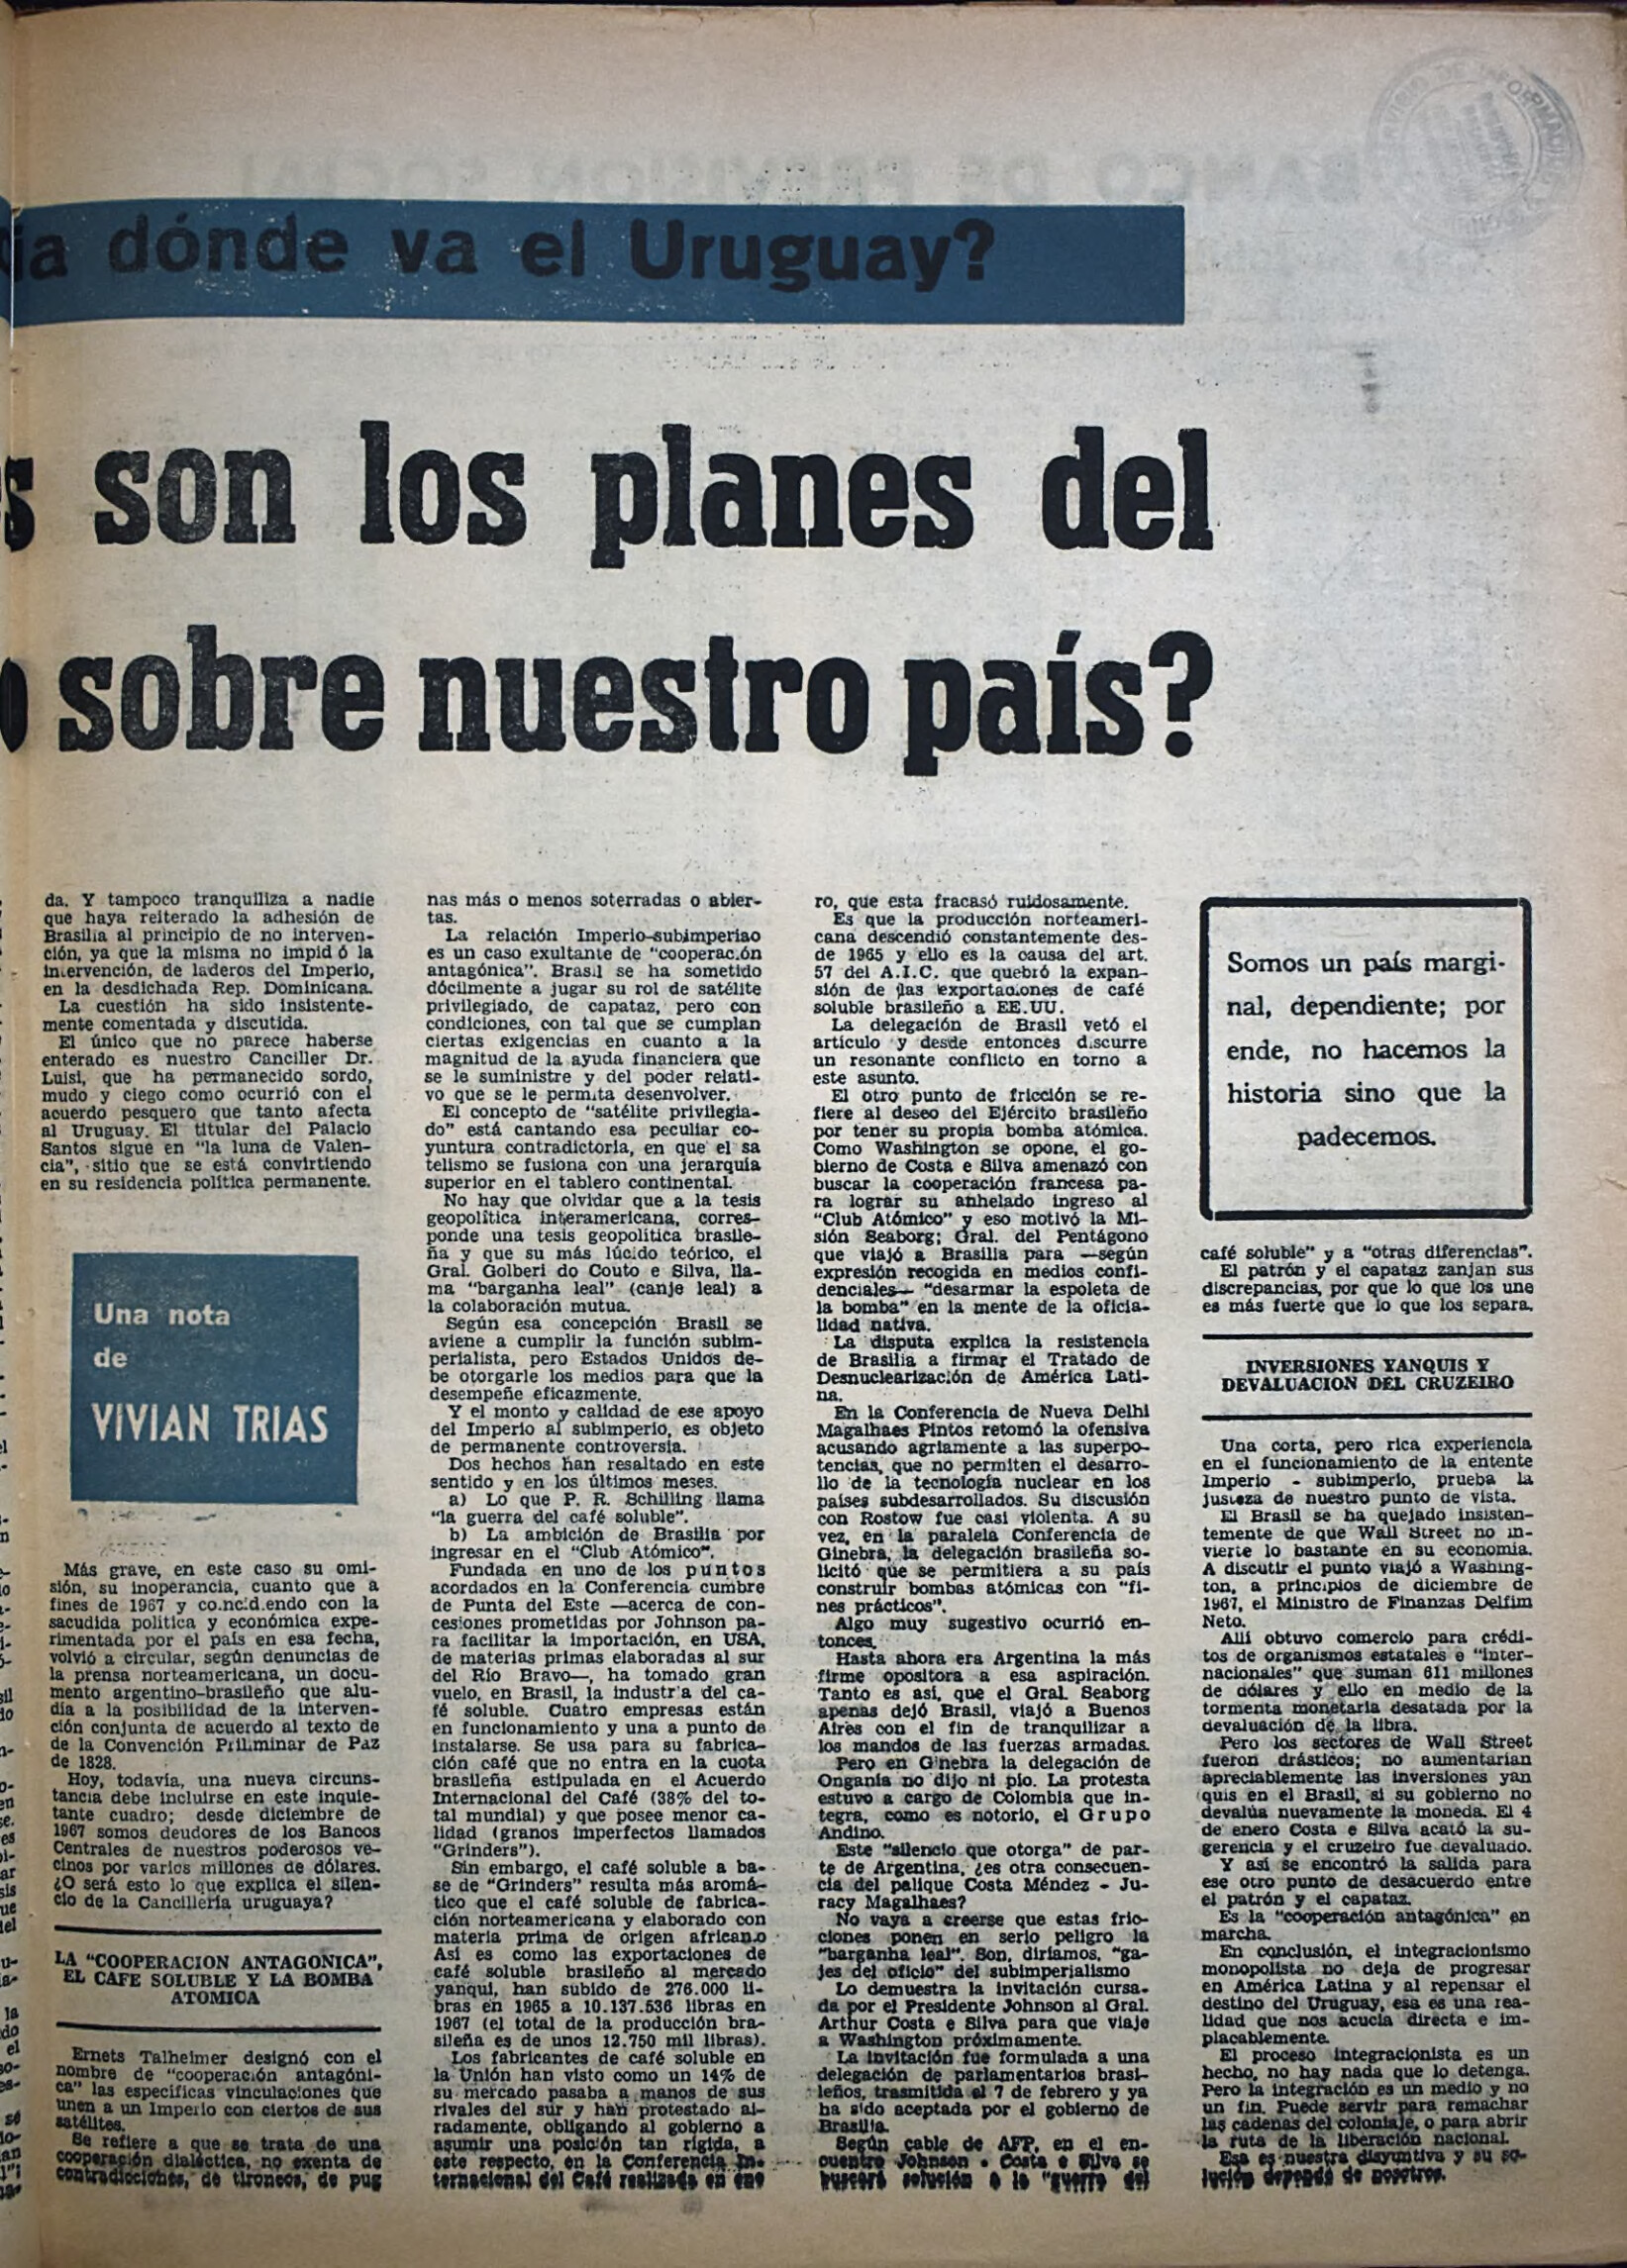 dónde va el Uruguay?
son los planes del
sobre nuestro país?
da. Y tampoco tranquiliza a nadie
que haya reiterado la adhesión de
Brasilia al principio de no interven-
ción, ya que la misma no impid ó la
intervención, de laderos del Imperio,
en la desdichada Rep. Dominicana.
La cuestión ha sido insistente-
mente comentada y discutida.
El único que no parece haberse
enterado es nuestro Canciller Dr.
Luisi, que ha permanecido sordo,
mudo y ciego como ocurrió con el
acuerdo pesquero que tanto afecta
al Uruguay. El titular del Palacio
Santos sigue en "la luna de Valen-
cia", sitio que se está convirtiendo
en su residencia política permanente.
Una nota
de
VIVIAN TRIAS
Más grave, en este caso su omi-
sión, su inoperancia, cuanto que a
fines de 1967 y co.nc.d.endo con la
sacudida política y económica expe-
rimentada por el país en esa fecha,
volvió a circular, según denuncias de
la prensa norteamericana, un docu-
mento argentino-brasileño que alu-
día a la posibilidad de la interven-
ción conjunta de acuerdo al texto de
de la Convención Prilminar de Paz
de 1828.
Hoy, todavía, una nueva circuns-
tancia debe incluirse en este inquie-
tante cuadro; desde diciembre de
1967 somos deudores de los Bancos
Centrales de nuestros poderosos ve-
cinos por varios millones de dólares.
¿O será esto lo que explica el silen-
cio de la Cancillería uruguaya?
LA "COOPERACION ANTAGONICA",
EL CAFE SOLUBLE Y LA BOMBA
ATOMICA
Ernets Talheimer designó con el
nombre de "cooperación antagóni-
ca" las específicas vinculaciones que
unen a un Imperio con ciertos de sus
satélites.
Se refiere a que se trata de una
cooperación dialéctica, no exenta de
contradicciones, de tirones, de pug
nas más o menos soterradas o abier-
tas.
La relación Imperio-subimperiao
es un caso exultante de "cooperac.ón
antagónica". Bras.l se ha sometido
dócilmente a jugar su rol de satélite
privilegiado, de capataz, pero con
condiciones, con tal que se cumplan
ciertas exigencias en cuanto a la
magnitud de la ayuda financiera que
se le suministre y del poder relati-
vo que se le permita desenvolver.
El concepto de "satélite privilegia-
do" está cantando esa peculiar co-
yuntura contradictoria, en que el sa
telismo se fusiona con una jerarquía
superior en el tablero continental.
No hay que olvidar que a la tesis
geopolítica interamericana, corres-
ponde una tesis geopolítica brasile-
ña y que su más lúcido teórico, el
Gral. Golberi do Couto e Silva, lla-
ma "barganha leal" (canje leal) a
la colaboración mutua.
Según esa concepción Brasil se
aviene a cumplir la función subim-
perialista, pero Estados Unidos de-
be otorgarle los medios para que la
desempeñe eficazmente.
Y el monto y calidad de ese apoyo
del Imperio al subimperio, es objeto
de permanente controversia.
Dos hechos han resaltado en este
sentido y en los últimos meses.
a) Lo que P. R. Schilling llama
"la guerra del café soluble".
b) La ambición de Brasilia por
ingresar en el "Club Atómico".
Fundada en uno de los puntos
acordados en la Conferencia cumbre
de Punta del Este —acerca de con-
cesiones prometidas por Johnson pa-
ra facilitar la importación, en USA,
de materias primas elaboradas al sur
del Río Bravo—, ha tomado gran
vuelo, en Brasil, la industr'a del ca-
fé soluble. Cuatro empresas están
en funcionamiento y una a punto de
instalarse. Se usa para su fabrica-
ción café que no entra en la cuota
brasileña estipulada en el Acuerdo
Internacional del Café (38% del to-
tal mundial) y que posee menor ca-
lidad (granos imperfectos llamados
"Grinders").
Sin embargo, el café soluble a ba-
se de "Grinders" resulta más aromá-
tico que el café soluble de fabrica-
ción norteamericana y elaborado con
materia prima de origen africano
Así es como las exportaciones de
café soluble brasileño al mercado
yanqui, han subido de 276.000 li-
bras en 1965 a 10.137.536 libras en
1967 (el total de la producción bra-
sileña es de unos 12.750 mil libras).
Los fabricantes de café soluble en
la Unión han visto como un 14% de
su mercado pasaba a manos de sus
rivales del sur y han protestado ai-
radamente, obligando al gobierno a
asumir una posición tan rígida, a
este respecto, en la Conferencia In-
ternacional del Café realizada en ene
ro, que esta fracasó ruidosamente.
Es que la producción norteameri-
cana descendió constantemente des-
de 1965 y ello es la causa del art.
57 del A.I.C. que quebró la expan-
sión de las exportaciones de café
soluble brasileño a EE.UU.
La delegación de Brasil vetó el
artículo y desde entonces d.scurre
un resonante conflicto en torno a
este asunto.
El otro punto de fricción se re-
fiere al deseo del Ejército brasileño
por tener su propia bomba atómica.
Como Washington se opone, el go-
bierno de Costa e Silva amenazó con
buscar la cooperación francesa pa-
ra lograr su anhelado ingreso al
"Club Atómico" y eso motivó la Mi-
sión Seaborg; Gral. del Pentágono
que viajó a Brasilia para —según
expresión recogida en medios confi-
denciales— "desarmar la espoleta de
la bomba" en la mente de la oficia-
lidad nativa.
La disputa explica la resistencia
de Brasilia a firmar el Tratado de
Desnuclearización de América Lati-
na.
En la Conferencia de Nueva Delhi
Magalhaes Pintos retomó la ofensiva
acusando agriamente a las superpo-
tencias, que no permiten el desarro-
llo de la tecnología nuclear en los
países subdesarrollados. Su discusión
con Rostow fue casi violenta. A su
vez, en la paralela Conferencia de
Ginebra, la delegación brasileña so-
licitó que se permitiera a su país
construir bombas atómicas con "fi-
nes prácticos".
Algo muy sugestivo ocurrió en-
tonces.
Hasta ahora era Argentina la más
firme opositora a esa aspiración.
Tanto es así, que el Gral. Seaborg
apenas dejó Brasil, viajó a Buenos
Aires con el fin de tranquilizar a
los mandos de las fuerzas armadas.
Pero en G'nebra la delegación de
Onganía no dijo ni pío. La protesta
estuvo a cargo de Colombia que in-
tegra, como es notorio, el Grupo
Andino.
Este "silencio que otorga" de par-
te de Argentina, ¿es otra consecuen-
cia del palique Costa Méndez - Ju-
racy Magalhaes?
No vaya a creerse que estas fric-
ciones ponen en serio peligro la
"barganha leal". Son, diríamos, "ga-
jes del oficio" del subimperialismo
Lo demuestra la invitación cursa-
da por el Presidente Johnson al Gral.
Arthur Costa e Silva para que viaje
a Washington próximamente.
La invitación fue formulada a una
delegación de parlamentarios brasi-
leños, trasmitida el 7 de febrero y ya
ha sido aceptada por el gobierno de
Brasilia.
Según cable de AFP, en el en-
cuentro Johnson - Costa e Silva se
buscará solución a la "guerra del
Somos un país margi-
nal, dependiente; por
ende, no hacemos la
historia sino que la
padecemos.
café soluble" y a "otras diferencias".
El patrón y el capataz zanjan sus
discrepancias, por que lo que los une
es más fuerte que lo que los separa.
INVERSIONES YANQUIS Y
DEVALUACION DEL CRUZEIRO
Una corta, pero rica experiencia
en el funcionamiento de la entente
Imperio - subimperio, prueba la
justeza de nuestro punto de vista.
El Brasil se ha quejado insisten-
temente de que Wall Street no in-
vierte lo bastante en su economía.
A discutir el punto viajó a Washing-
ton, a principios de diciembre de
1967, el Ministro de Finanzas Delfim
Neto.
Allí obtuvo comercio para crédi-
tos de organismos estatales e "inter-
nacionales" que suman 611 millones
de dólares y ello en medio de la
tormenta monetaria desatada por la
devaluación de la libra.
Pero los sectores de Wall Street
fueron drásticos; no aumentarían
apreciablemente las inversiones yan
quis en el Brasil, si su gobierno no
devalúa nuevamente la moneda. El 4
de enero Costa e Silva acató la su-
gerencia y el cruzeiro fue devaluado.
Y así se encontró la salida para
ese otro punto de desacuerdo entre
el patrón y el capataz.
Es la "cooperación antagónica" en
marcha.
En conclusión, el integracionismo
monopolista no deja de progresar
en América Latina y al repensar el
destino del Uruguay, esa es una rea-
lidad que nos acucia directa e im-
placablemente.
El proceso integracionista es un
hecho, no hay nada que lo detenga.
Pero la integración es un medio y no
un fin. Puede servir para remachar
las cadenas del coloniaje, o para abrir
la ruta de la liberación nacional.
Esa es nuestra disyuntiva y su so-
lución depende de nosotros.